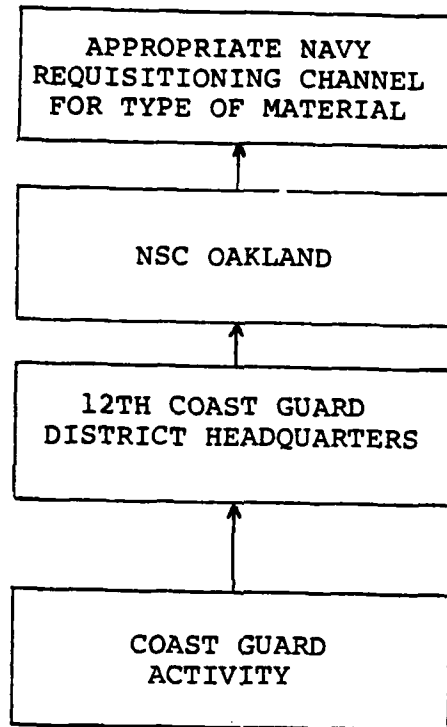 APPROPRIATE NAVY
REQUISITIONING CHANNEL
FOR TYPE OF MATERIAL
NSC OAKLAND
12TH COAST GUARD
DISTRICT HEADQUARTERS
COAST GUARD
ACTIVITY